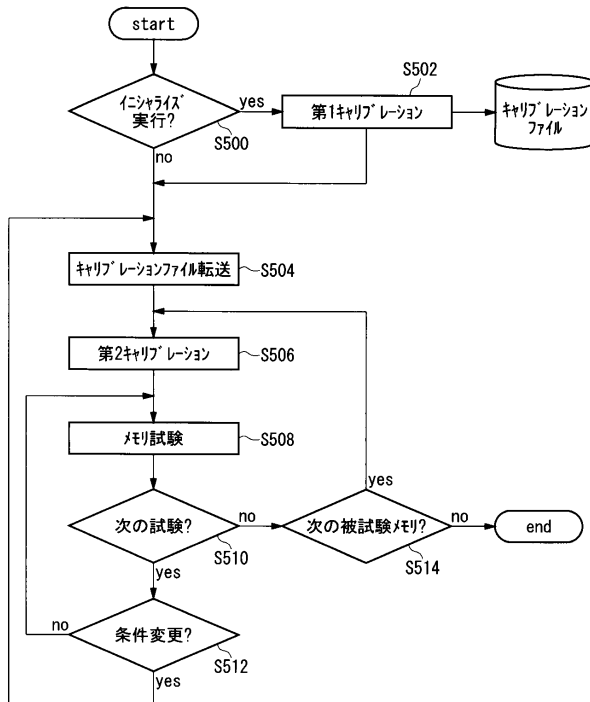 start
イニシャライズ
実行?
yes
S500
no
S502
第1キャリブレーション
キャリブレーション
ファイル
キャリブレーションファイル転送
S504
第2キャリブレーション
S506
メモリ試験
S508
次の試験?
no
S510
yes
次の被試験メモリ?
yes
no
S514
end
条件変更?
no
S512
yes